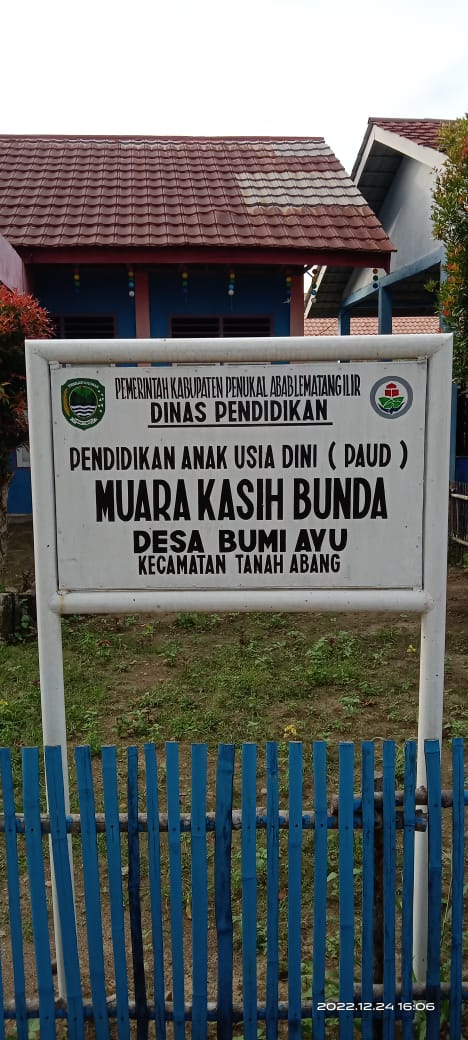 PEMERINTAH KABUPATEN PENUKAL ABAB LEMATANG ILIR
DINAS PENDIDIKAN
PENDIDIKAN ANAK USIA DINI ( PAUD )
MUARA KASIH BUNDA
DESA BUMI AYU
KECAMATAN TANAH ABANG
2022.12.24 16:06